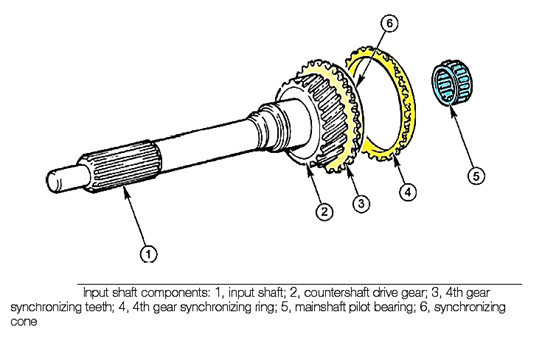 6
1
2
3
4
5
Input shaft components: 1, input shaft; 2, countershaft drive gear; 3, 4th gear
synchronizing teeth; 4, 4th gear synchronizing ring; 5, mainshaft pilot bearing; 6, synchronizing
cone